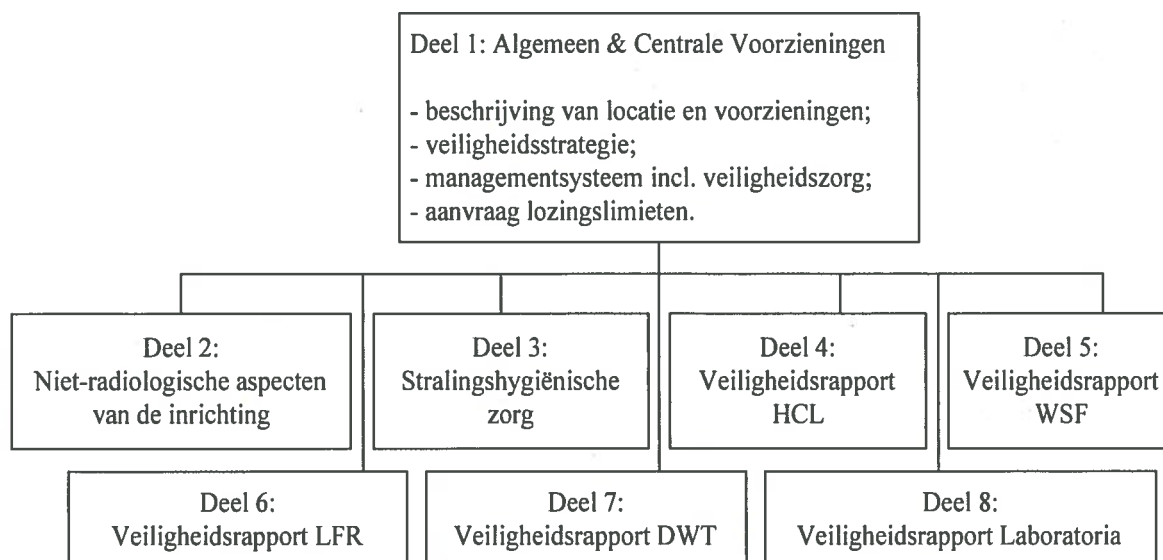 Deel 1: Algemeen & Centrale Voorzieningen
- beschrijving van locatie en voorzieningen;
- veiligheidsstrategie;
- managementsysteem incl. veiligheidszorg;
- aanvraag lozingslimieten.
Deel 2:
Niet-radiologische aspecten
van de inrichting
Deel 3:
Stralingshygiënische
zorg
Deel 4:
Veiligheidsrapport
HCL
Deel 5:
Veiligheidsrapport
WSF
Deel 6:
Veiligheidsrapport LFR
Deel 7:
Veiligheidsrapport DWT
Deel 8:
Veiligheidsrapport Laboratoria